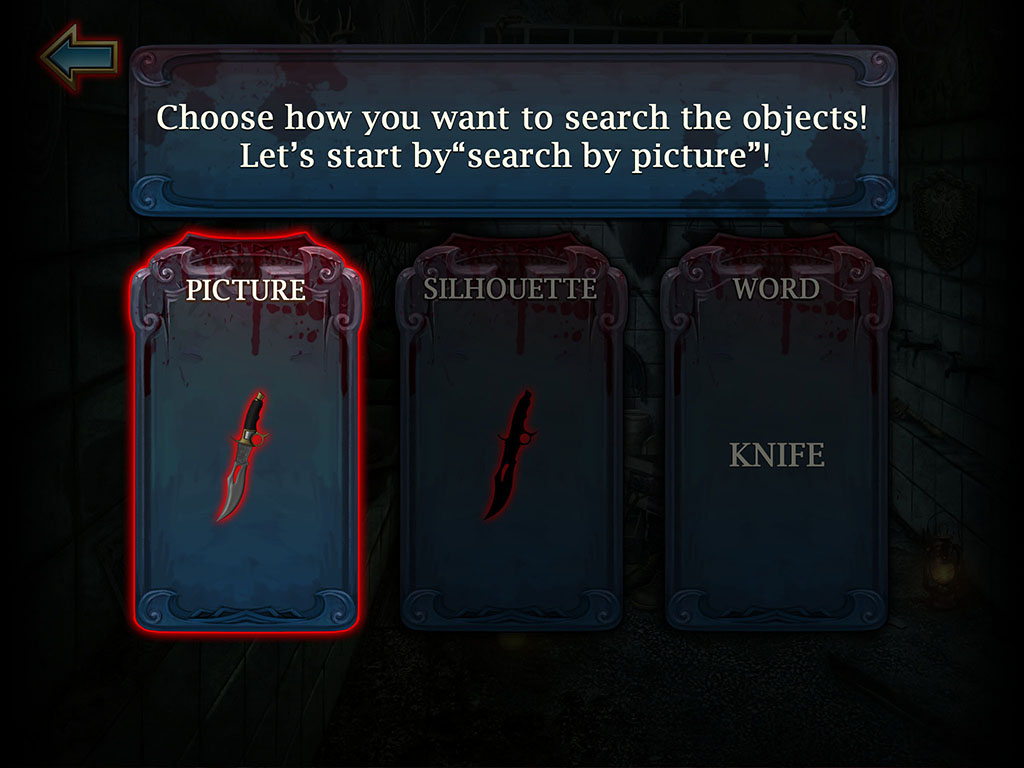 Choose how you want to search the objects!
Let's start by“search by picture”!
PICTURE
SILHOUETTE
WORD
KNIFE